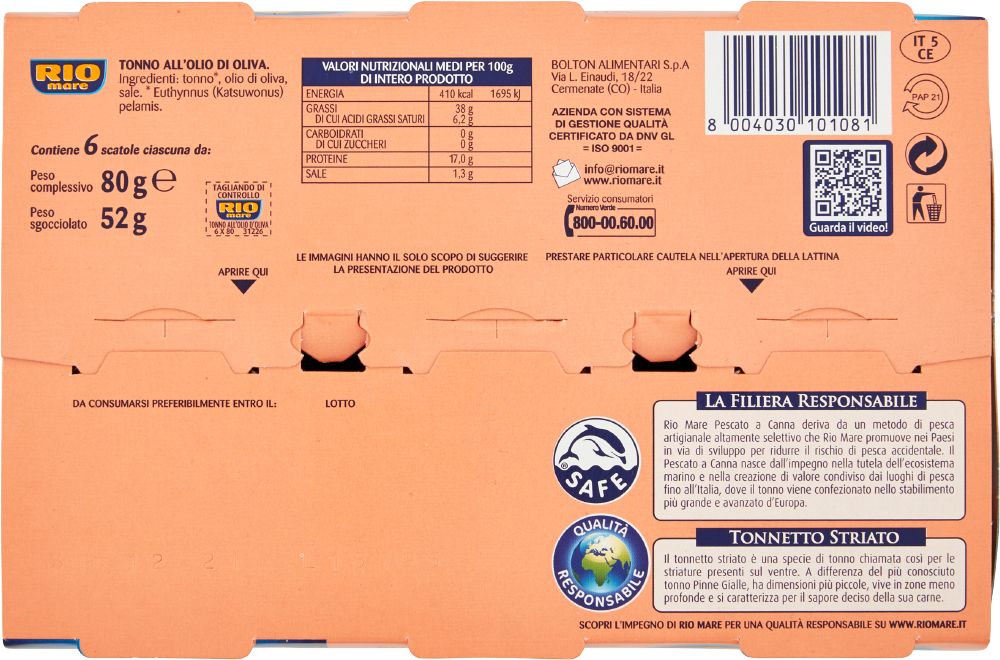 RIO
mare
TONNO ALL'OLIO DI OLIVA.
Ingredienti: tonno*, olio di oliva,
sale. * Euthynnus (Katsuwonus)
pelamis.
Contiene 6 scatole ciascuna da:
Peso
complessivo 80 g ℮
Peso
sgocciolato 52 g
TAGLIANDO DI
CONTROLLO
RIO
mare
TONNO ALL'OLIO D'OLIVA
6 X 80 31226
VALORI NUTRIZIONALI MEDI PER 100g
DI INTERO PRODOTTO
ENERGIA 410 kcal 1695 kJ
GRASSI 38 g
DI CUI ACIDI GRASSI SATURI 6,2 g
CARBOIDRATI 0 g
DI CUI ZUCCHERI 0 g
PROTEINE 17,0 g
SALE 1,3 g
BOLTON ALIMENTARI S.p.A
Via L. Einaudi, 18/22
Cermenate (CO) - Italia
AZIENDA CON SISTEMA
DI GESTIONE QUALITÀ
CERTIFICATO DA DNV GL
= ISO 9001 =
info@riomare.it
www.riomare.it
Servizio consumatori
Numero Verde
800-00.60.00
8 004030 101081
IT 5
CE
PAP 21
Guarda il video!
LE IMMAGINI HANNO IL SOLO SCOPO DI SUGGERIRE
LA PRESENTAZIONE DEL PRODOTTO
PRESTARE PARTICOLARE CAUTELA NELL'APERTURA DELLA LATTINA
APRIRE QUI
APRIRE QUI
DA CONSUMARSI PREFERIBILMENTE ENTRO IL:
LOTTO
SAFE
®
LA FILIERA RESPONSABILE
Rio Mare Pescato a Canna deriva da un metodo di pesca
artigianale altamente selettivo che Rio Mare promuove nei Paesi
in via di sviluppo per ridurre il rischio di pesca accidentale. Il
Pescato a Canna nasce dall'impegno nella tutela dell'ecosistema
marino e nella creazione di valore condiviso dai luoghi di pesca
fino all'Italia, dove il tonno viene confezionato nello stabilimento
più grande e avanzato d'Europa.
QUALITÀ
RESPONSABILE
TONNETTO STRIATO
Il tonnetto striato è una specie di tonno chiamata così per le
striature presenti sul ventre. A differenza del più conosciuto
tonno Pinne Gialle, ha dimensioni più piccole, vive in zone meno
profonde e si caratterizza per il sapore deciso della sua carne.
SCOPRI L'IMPEGNO DI RIO MARE PER UNA QUALITÀ RESPONSABILE SU WWW.RIOMARE.IT